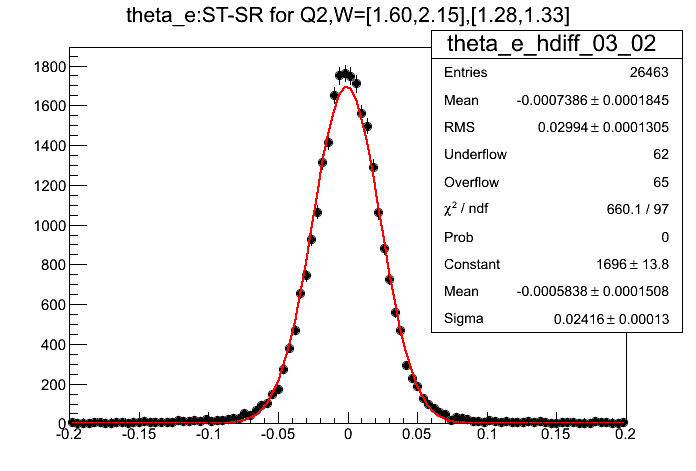 theta_e:ST-SR for Q2,W=[1.60,2.15],[1.28,1.33]
theta_e_hdiff_03_02
Entries 26463
Mean -0.0007386 ± 0.0001845
RMS 0.02994 ± 0.0001305
Underflow 62
Overflow 65
χ² / ndf 660.1 / 97
Prob 0
Constant 1696 ± 13.8
Mean -0.0005838 ± 0.0001508
Sigma 0.02416 ± 0.00013
1800
1600
1400
1200
1000
800
600
400
200
0
-0.2 -0.15 -0.1 -0.05 0 0.05 0.1 0.15 0.2